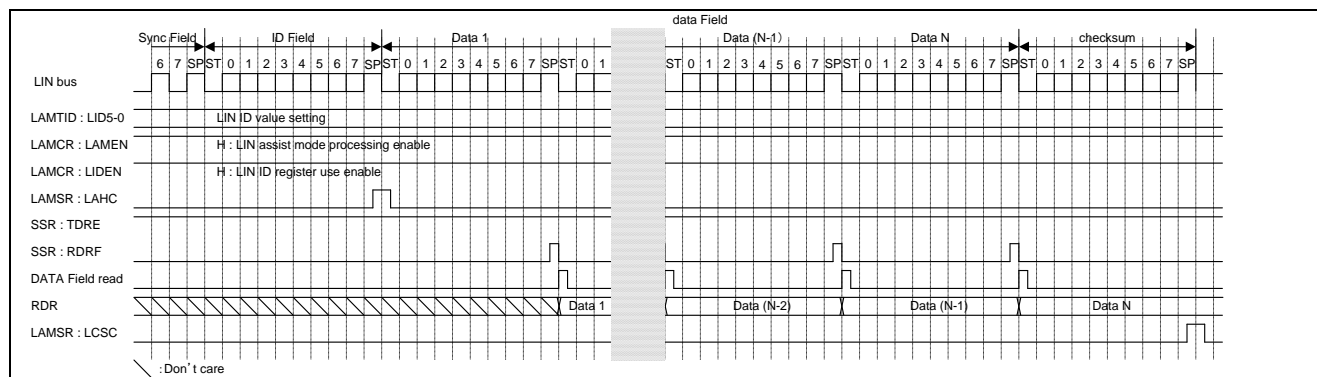 data Field
Sync Field ID Field Data 1 Data (N-1) Data N checksum
6 7 SP ST 0 1 2 3 4 5 6 7 SP ST 0 1 2 3 4 5 6 7 SP ST 0 1 ST 0 1 2 3 4 5 6 7 SP ST 0 1 2 3 4 5 6 7 SP ST 0 1 2 3 4 5 6 7 SP
LIN bus
LAMTID : LID5-0 LIN ID value setting
LAMCR : LAMEN H : LIN assist mode processing enable
LAMCR : LIDEN H : LIN ID register use enable
LAMSR : LAHC
SSR : TDRE
SSR : RDRF
DATA Field read
RDR Data 1 Data (N-2) Data (N-1) Data N
LAMSR : LCSC
:Don't care